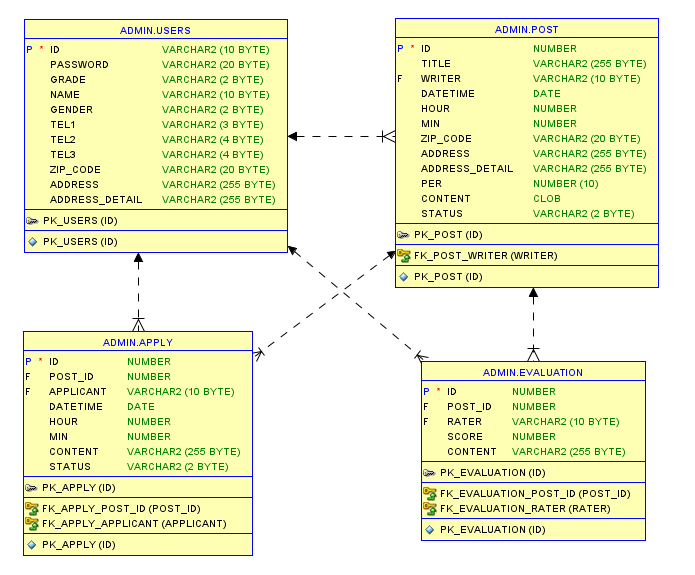 ADMIN.USERS
P * ID VARCHAR2 (10 BYTE)
PASSWORD VARCHAR2 (20 BYTE)
GRADE VARCHAR2 (2 BYTE)
NAME VARCHAR2 (10 BYTE)
GENDER VARCHAR2 (2 BYTE)
TEL1 VARCHAR2 (3 BYTE)
TEL2 VARCHAR2 (4 BYTE)
TEL3 VARCHAR2 (4 BYTE)
ZIP_CODE VARCHAR2 (20 BYTE)
ADDRESS VARCHAR2 (255 BYTE)
ADDRESS_DETAIL VARCHAR2 (255 BYTE)
PK_USERS (ID)
PK_USERS (ID)
ADMIN.POST
P * ID NUMBER
TITLE VARCHAR2 (255 BYTE)
F WRITER VARCHAR2 (10 BYTE)
DATETIME DATE
HOUR NUMBER
MIN NUMBER
ZIP_CODE VARCHAR2 (20 BYTE)
ADDRESS VARCHAR2 (255 BYTE)
ADDRESS_DETAIL VARCHAR2 (255 BYTE)
PER NUMBER (10)
CONTENT CLOB
STATUS VARCHAR2 (2 BYTE)
PK_POST (ID)
FK_POST_WRITER (WRITER)
PK_POST (ID)
ADMIN.APPLY
P * ID NUMBER
F POST_ID NUMBER
F APPLICANT VARCHAR2 (10 BYTE)
DATETIME DATE
HOUR NUMBER
MIN NUMBER
CONTENT VARCHAR2 (255 BYTE)
STATUS VARCHAR2 (2 BYTE)
PK_APPLY (ID)
FK_APPLY_POST_ID (POST_ID)
FK_APPLY_APPLICANT (APPLICANT)
PK_APPLY (ID)
ADMIN.EVALUATION
P * ID NUMBER
F POST_ID NUMBER
F RATER VARCHAR2 (10 BYTE)
SCORE NUMBER
CONTENT VARCHAR2 (255 BYTE)
PK_EVALUATION (ID)
FK_EVALUATION_POST_ID (POST_ID)
FK_EVALUATION_RATER (RATER)
PK_EVALUATION (ID)